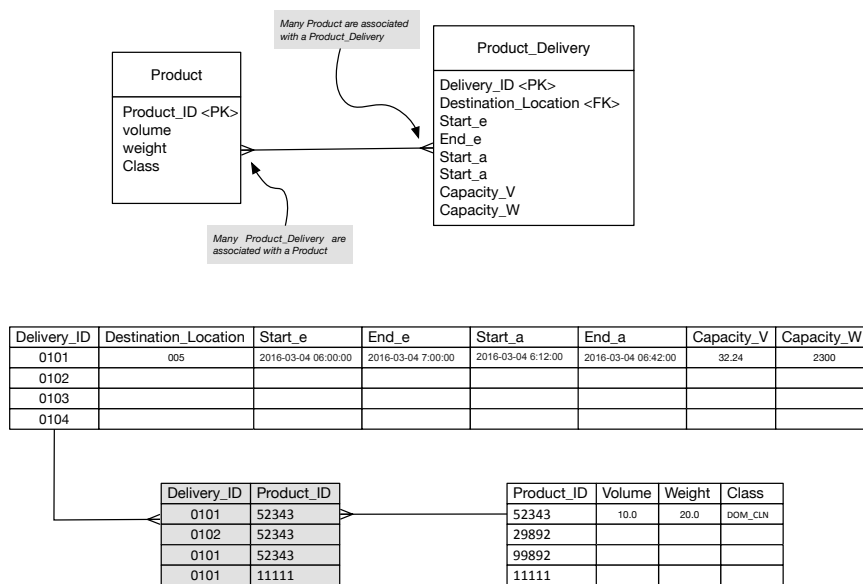 Many Product are associated
with a Product_Delivery
Product
Product_ID <PK>
volume
weight
Class
Product_Delivery
Delivery_ID <PK>
Destination_Location <FK>
Start_e
End_e
Start_a
Start_a
Capacity_V
Capacity_W
Many Product_Delivery are
associated with a Product
Delivery_ID Destination_Location Start_e End_e Start_a End_a Capacity_V Capacity_W
0101 005 2016-03-04 06:00:00 2016-03-04 7:00:00 2016-03-04 6:12:00 2016-03-04 06:42:00 32.24 2300
0102
0103
0104
Delivery_ID Product_ID
0101 52343
0102 52343
0101 52343
0101 11111
Product_ID Volume Weight Class
52343 10.0 20.0 DOM_CLN
29892
99892
11111